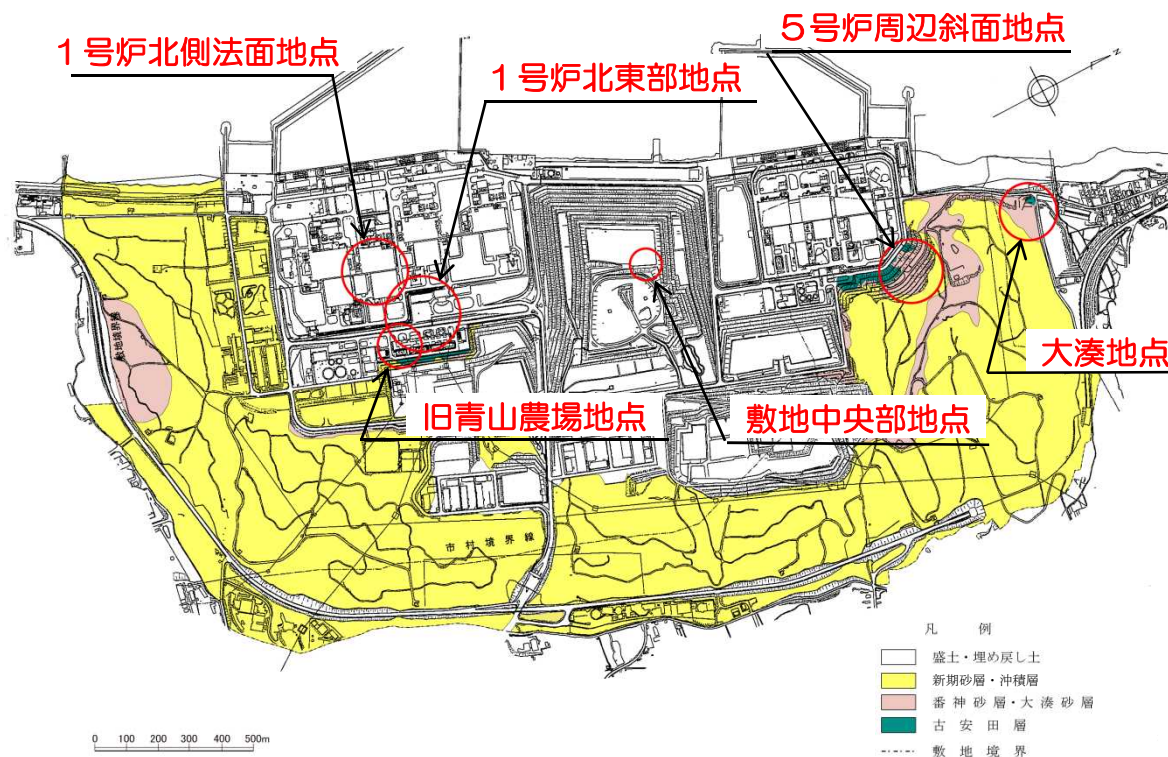 5号炉周辺斜面地点
1号炉北側法面地点
1号炉北東部地点
N
大湊地点
旧青山農場地点
敷地中央部地点
敷地境界線
市村境界線
凡 例
盛土・埋め戻し土
新期砂層・沖積層
番神砂層・大湊砂層
古安田層
敷地境界
0 100 200 300 400 500m